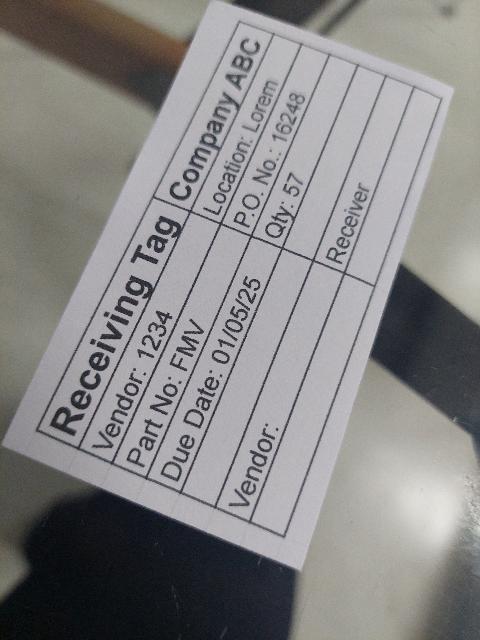 Receiving Tag Company ABC
Vendor: 1234 Location: Lorem
Part No: FMV P.O. No.: 16248
Due Date: 01/05/25 Qty: 57
Vendor: Receiver